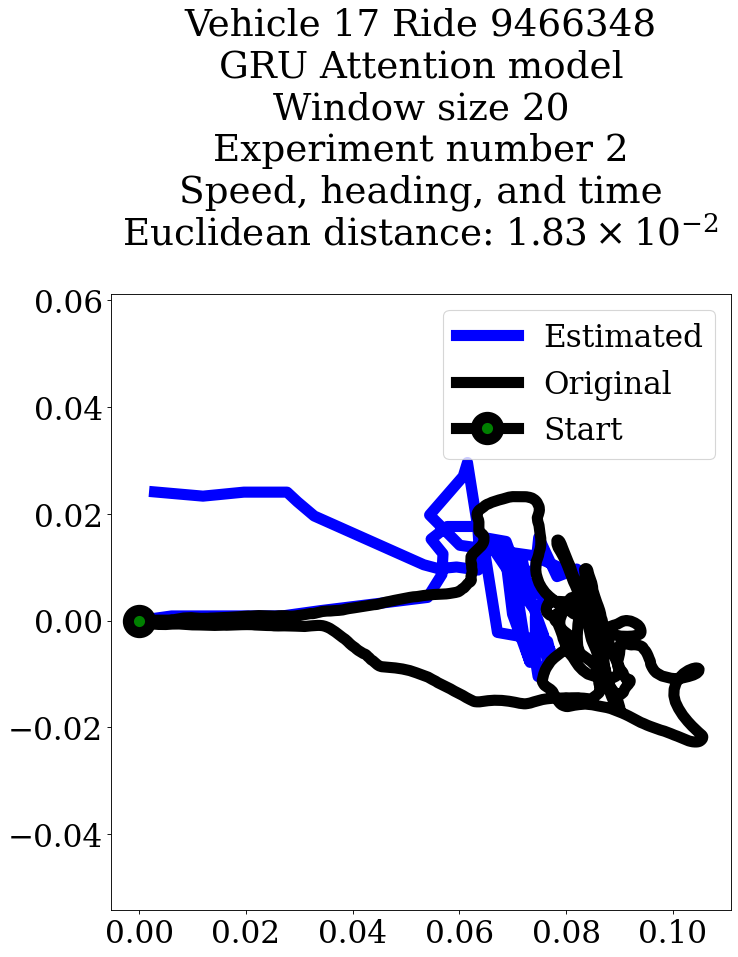 Vehicle 17 Ride 9466348
GRU Attention model
Window size 20
Experiment number 2
Speed, heading, and time
Euclidean distance: 1.83 × 10⁻²
0.06
0.04
0.02
0.00
−0.02
−0.04
Estimated
Original
Start
0.00 0.02 0.04 0.06 0.08 0.10